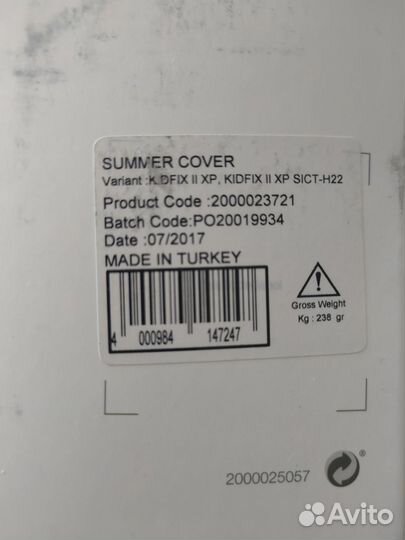 SUMMER COVER
Variant :KIDFIX II XP, KIDFIX II XP SICT-H22
Product Code :2000023721
Batch Code:PO20019934
Date :07/2017
MADE IN TURKEY
Gross Weight
Kg : 238 gr
4 000984 147247
2000025057
Avito